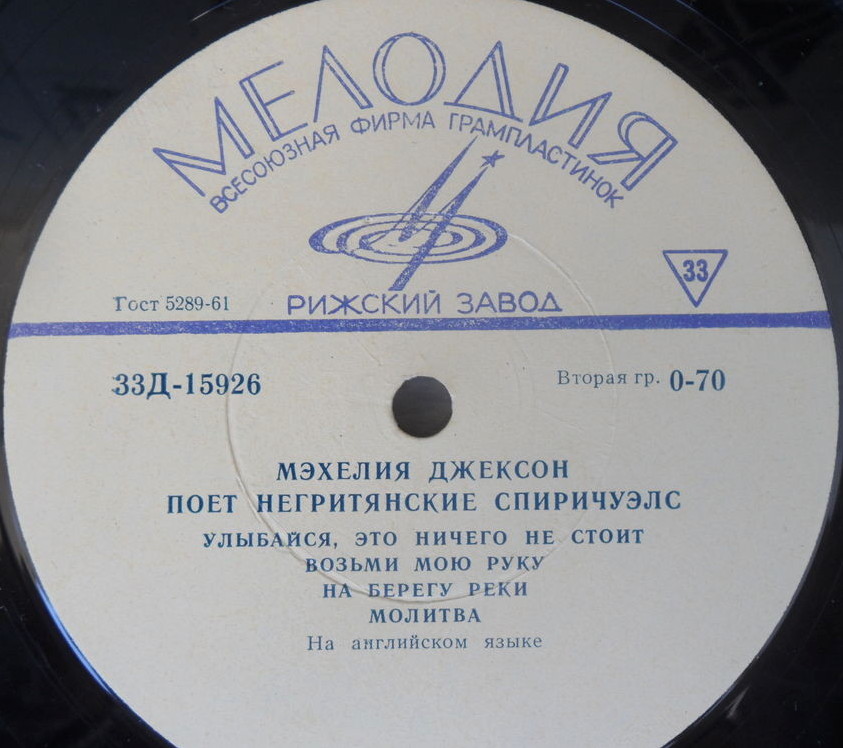 МЕЛОДИЯ
ВСЕСОЮЗНАЯ ФИРМА ГРАМПЛАСТИНОК
33
Гост 5289-61
РИЖСКИЙ ЗАВОД
33Д-15926
Вторая гр. 0-70
МЭХЕЛИЯ ДЖЕКСОН
ПОЕТ НЕГРИТЯНСКИЕ СПИРИЧУЭЛС
УЛЫБАЙСЯ, ЭТО НИЧЕГО НЕ СТОИТ
ВОЗЬМИ МОЮ РУКУ
НА БЕРЕГУ РЕКИ
МОЛИТВА
На английском языке